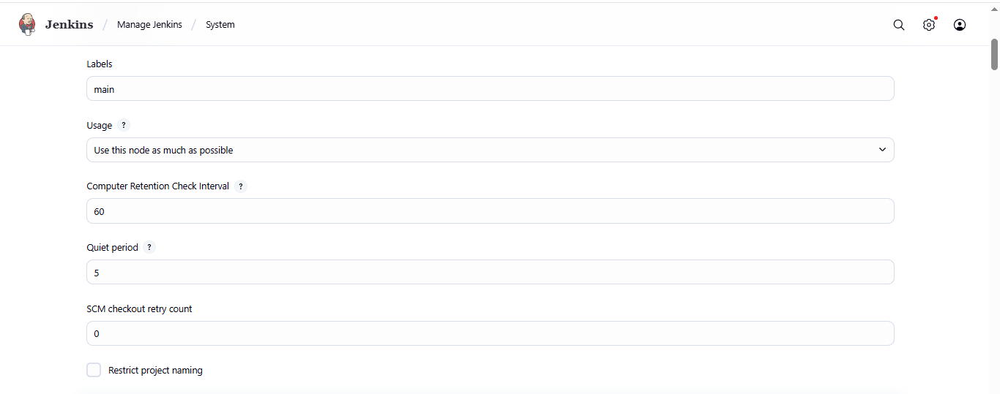 Jenkins / Manage Jenkins / System
Labels
main
Usage ?
Use this node as much as possible
Computer Retention Check Interval ?
60
Quiet period ?
5
SCM checkout retry count
0
Restrict project naming